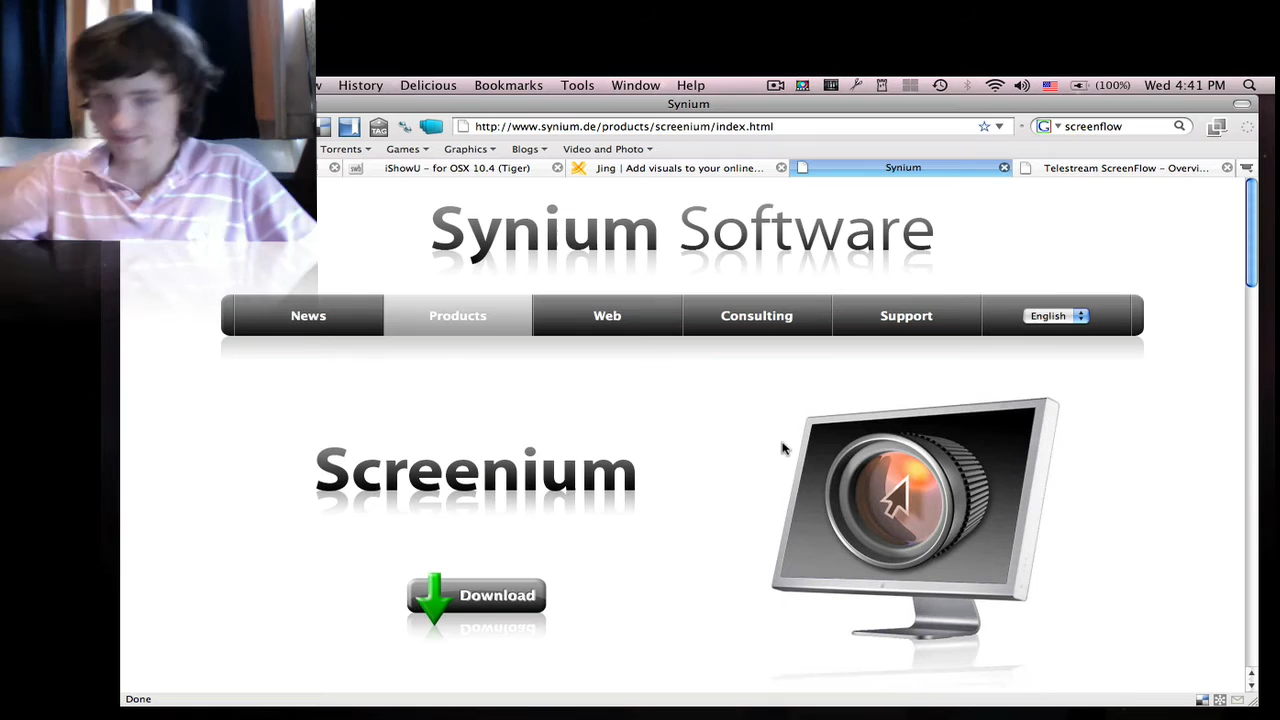 History Delicious Bookmarks Tools Window Help (100%) Wed 4:41 PM
Synium
TAG http://www.synium.de/products/screenium/index.html G screenflow
Torrents Games Graphics Blogs Video and Photo
iShowU - for OSX 10.4 (Tiger) Jing | Add visuals to your online... Synium Telestream ScreenFlow - Overvi...
Synium Software
News Products Web Consulting Support English
Screenium
Download
Done